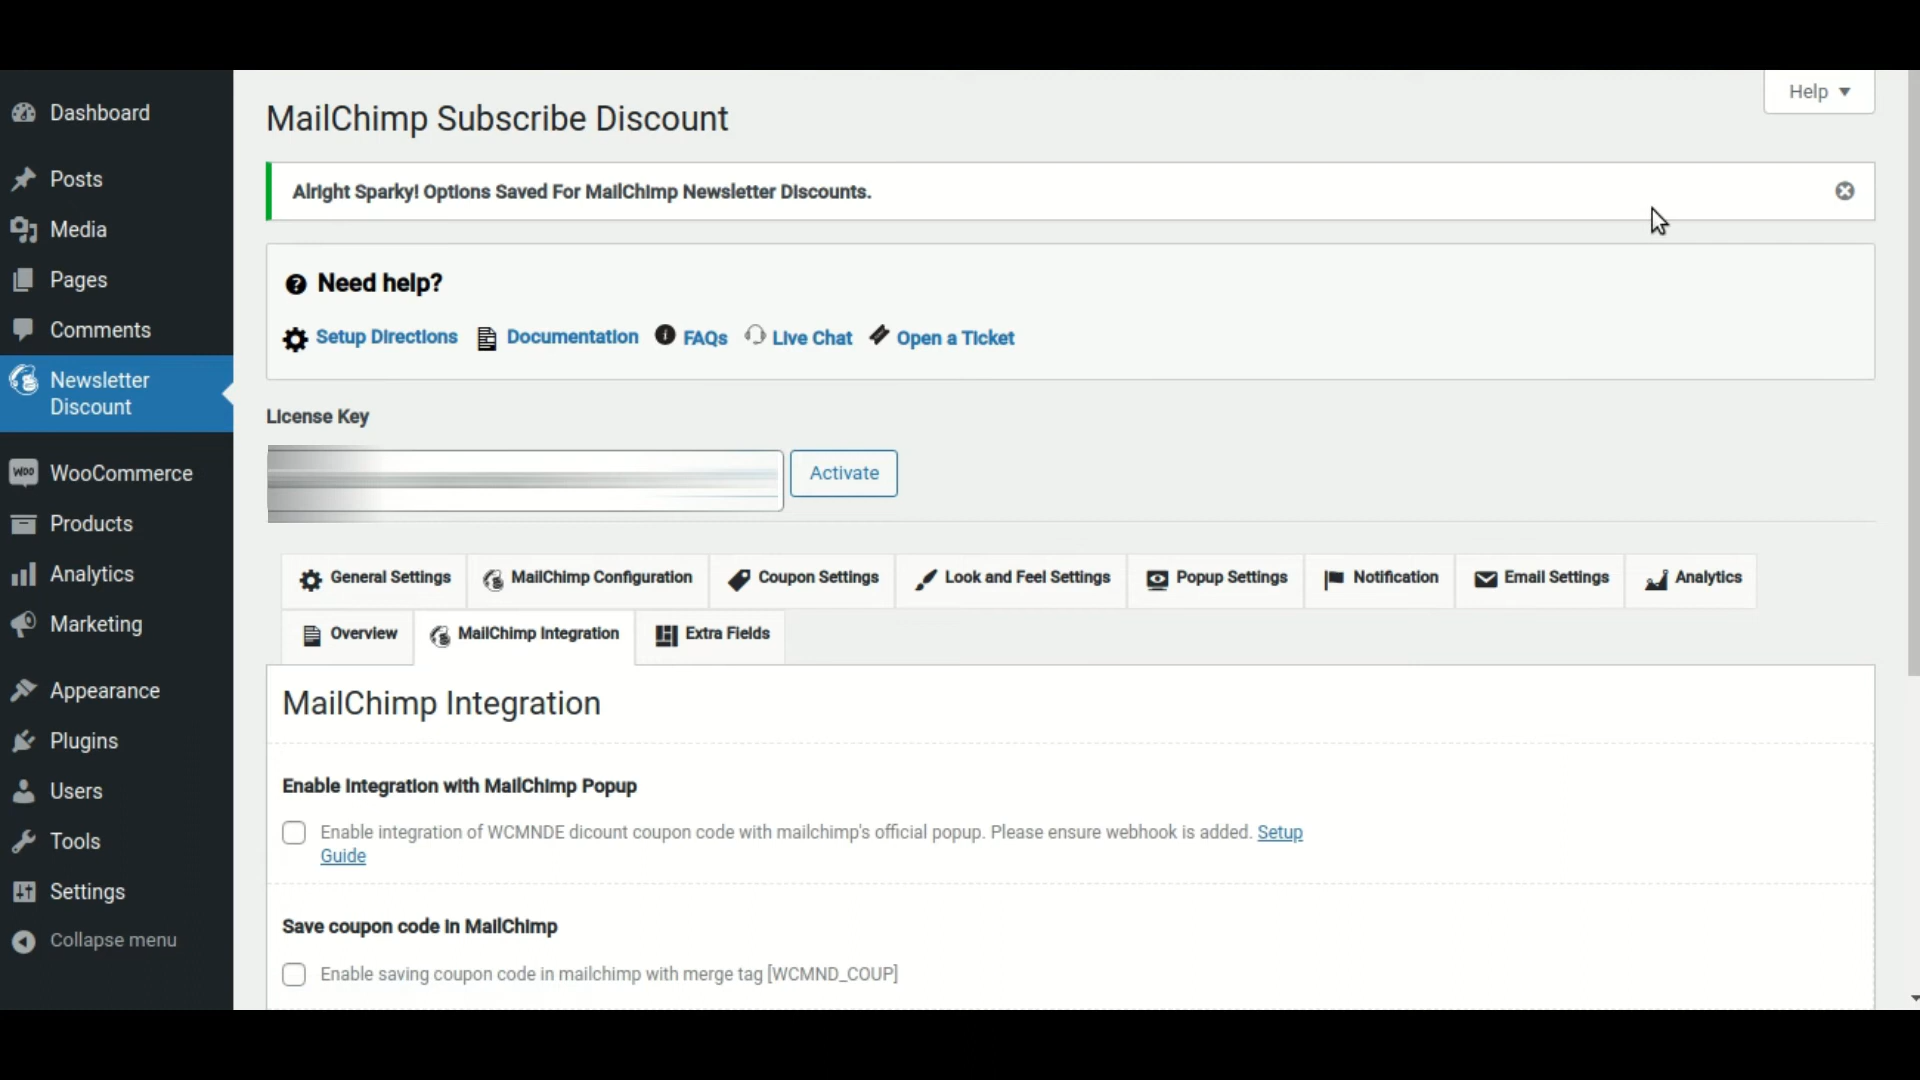 Help
MailChimp Subscribe Discount
Alright Sparky! Options Saved For MailChimp Newsletter Discounts.
Need help?
Setup Directions Documentation FAQs Live Chat Open a Ticket
License Key
Activate
General Settings MailChimp Configuration Coupon Settings Look and Feel Settings Popup Settings Notification Email Settings Analytics
Overview MailChimp Integration Extra Fields
MailChimp Integration
Enable Integration with MailChimp Popup
Enable integration of WCMNDE dicount coupon code with mailchimp's official popup. Please ensure webhook is added. Setup
Guide
Save coupon code in MailChimp
Enable saving coupon code in mailchimp with merge tag [WCMND_COUP]
Dashboard
Posts
Media
Pages
Comments
Newsletter
Discount
WOO WooCommerce
Products
Analytics
Marketing
Appearance
Plugins
Users
Tools
Settings
Collapse menu